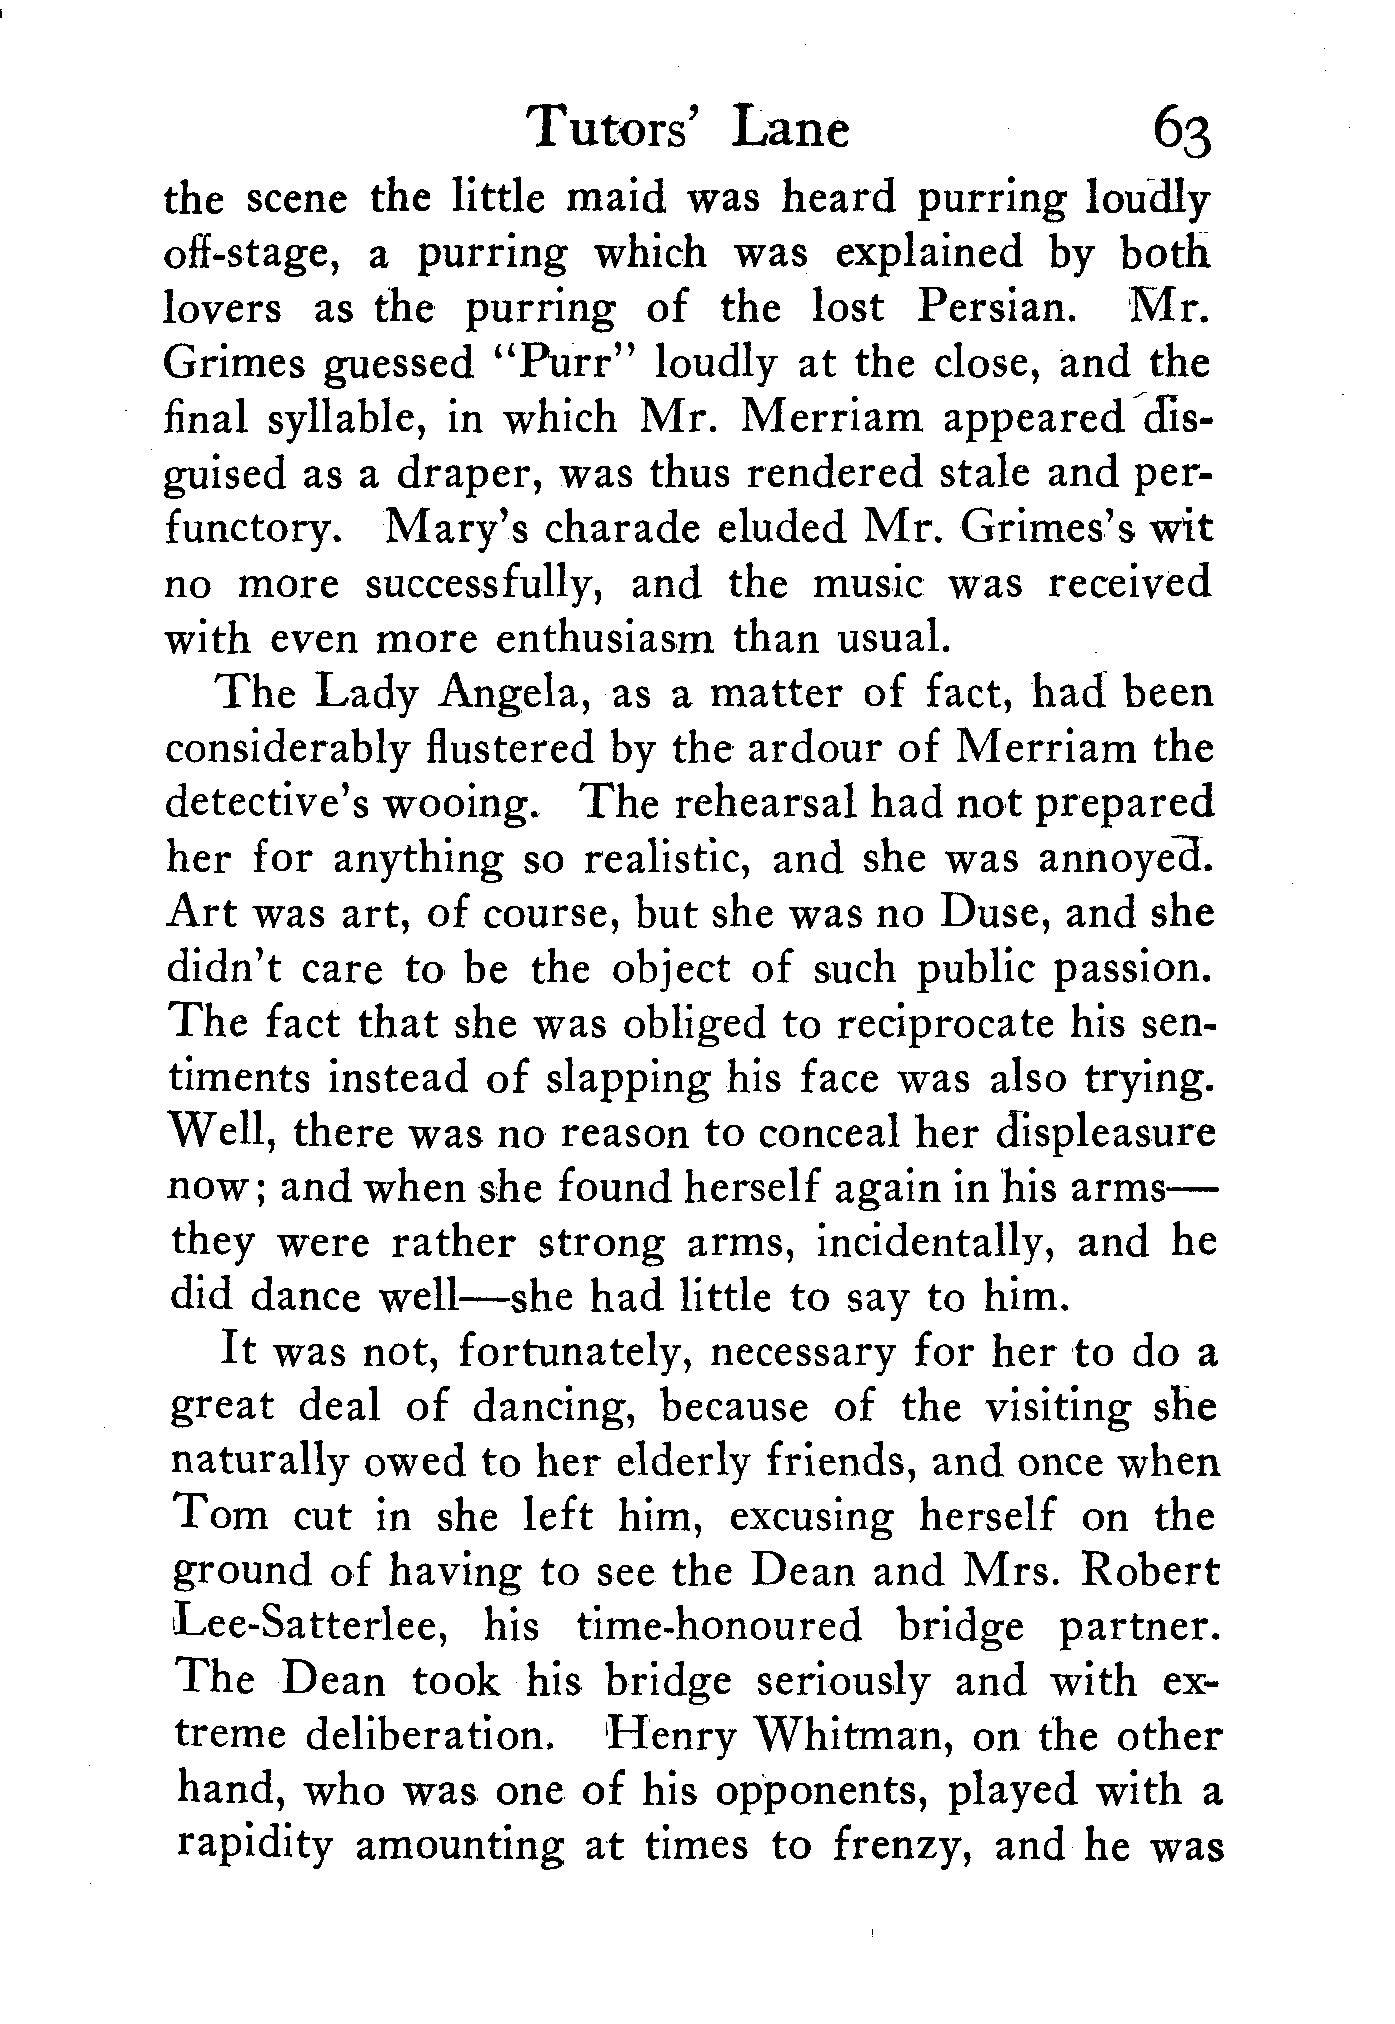 Tutors' Lane 63
the scene the little maid was heard purring loudly
off-stage, a purring which was explained by both
lovers as the purring of the lost Persian. Mr.
Grimes guessed "Purr" loudly at the close, and the
final syllable, in which Mr. Merriam appeared dis-
guised as a draper, was thus rendered stale and per-
functory. Mary's charade eluded Mr. Grimes's wit
no more successfully, and the music was received
with even more enthusiasm than usual.
The Lady Angela, as a matter of fact, had been
considerably flustered by the ardour of Merriam the
detective's wooing. The rehearsal had not prepared
her for anything so realistic, and she was annoyed.
Art was art, of course, but she was no Duse, and she
didn't care to be the object of such public passion.
The fact that she was obliged to reciprocate his sen-
timents instead of slapping his face was also trying.
Well, there was no reason to conceal her displeasure
now; and when she found herself again in his arms—
they were rather strong arms, incidentally, and he
did dance well—she had little to say to him.
It was not, fortunately, necessary for her to do a
great deal of dancing, because of the visiting she
naturally owed to her elderly friends, and once when
Tom cut in she left him, excusing herself on the
ground of having to see the Dean and Mrs. Robert
Lee-Satterlee, his time-honoured bridge partner.
The Dean took his bridge seriously and with ex-
treme deliberation. Henry Whitman, on the other
hand, who was one of his opponents, played with a
rapidity amounting at times to frenzy, and he was